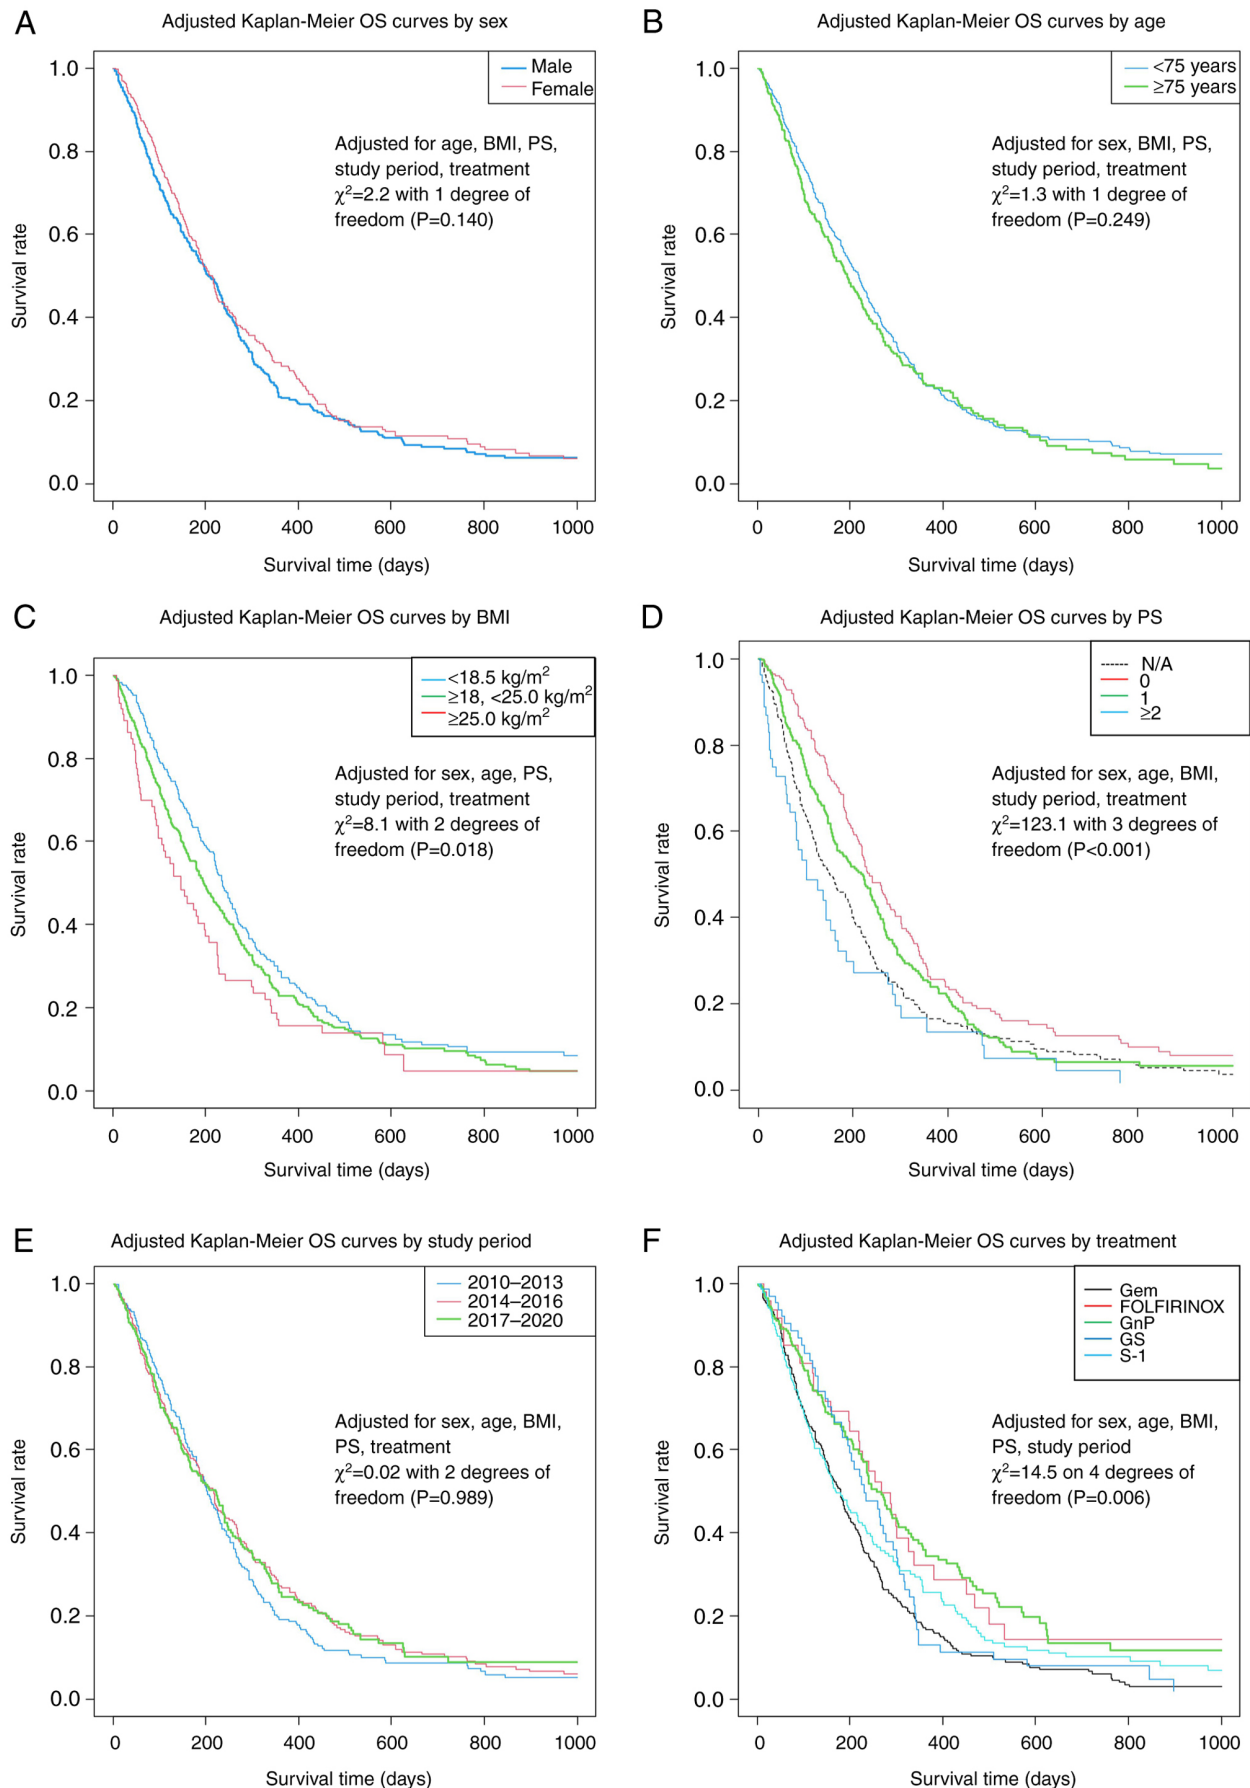 A
Adjusted Kaplan-Meier OS curves by sex
Male
Female
Adjusted for age, BMI, PS,
study period, treatment
χ²=2.2 with 1 degree of
freedom (P=0.140)
Survival rate
1.0
0.8
0.6
0.4
0.2
0.0
0 200 400 600 800 1000
Survival time (days)
B
Adjusted Kaplan-Meier OS curves by age
<75 years
≥75 years
Adjusted for sex, BMI, PS,
study period, treatment
χ²=1.3 with 1 degree of
freedom (P=0.249)
Survival rate
1.0
0.8
0.6
0.4
0.2
0.0
0 200 400 600 800 1000
Survival time (days)
C
Adjusted Kaplan-Meier OS curves by BMI
<18.5 kg/m²
≥18, <25.0 kg/m²
≥25.0 kg/m²
Adjusted for sex, age, PS,
study period, treatment
χ²=8.1 with 2 degrees of
freedom (P=0.018)
Survival rate
1.0
0.8
0.6
0.4
0.2
0.0
0 200 400 600 800 1000
Survival time (days)
D
Adjusted Kaplan-Meier OS curves by PS
N/A
0
1
≥2
Adjusted for sex, age, BMI,
study period, treatment
χ²=123.1 with 3 degrees of
freedom (P<0.001)
Survival rate
1.0
0.8
0.6
0.4
0.2
0.0
0 200 400 600 800 1000
Survival time (days)
E
Adjusted Kaplan-Meier OS curves by study period
2010–2013
2014–2016
2017–2020
Adjusted for sex, age, BMI,
PS, treatment
χ²=0.02 with 2 degrees of
freedom (P=0.989)
Survival rate
1.0
0.8
0.6
0.4
0.2
0.0
0 200 400 600 800 1000
Survival time (days)
F
Adjusted Kaplan-Meier OS curves by treatment
Gem
FOLFIRINOX
GnP
GS
S-1
Adjusted for sex, age, BMI,
PS, study period
χ²=14.5 on 4 degrees of
freedom (P=0.006)
Survival rate
1.0
0.8
0.6
0.4
0.2
0.0
0 200 400 600 800 1000
Survival time (days)